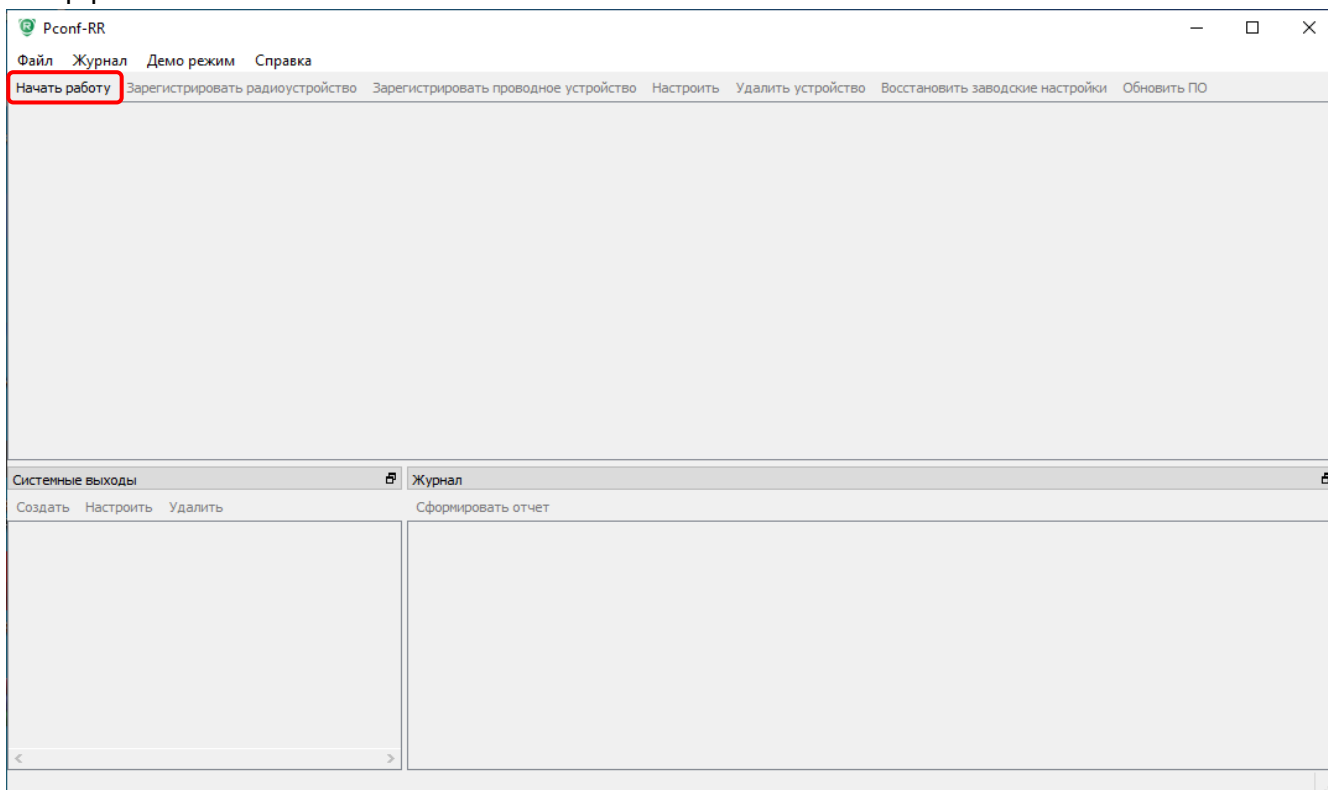 Pconf-RR
Файл Журнал Демо режим Справка
Начать работу Зарегистрировать радиоустройство Зарегистрировать проводное устройство Настроить Удалить устройство Восстановить заводские настройки Обновить ПО
Системные выходы Журнал
Создать Настроить Удалить Сформировать отчет